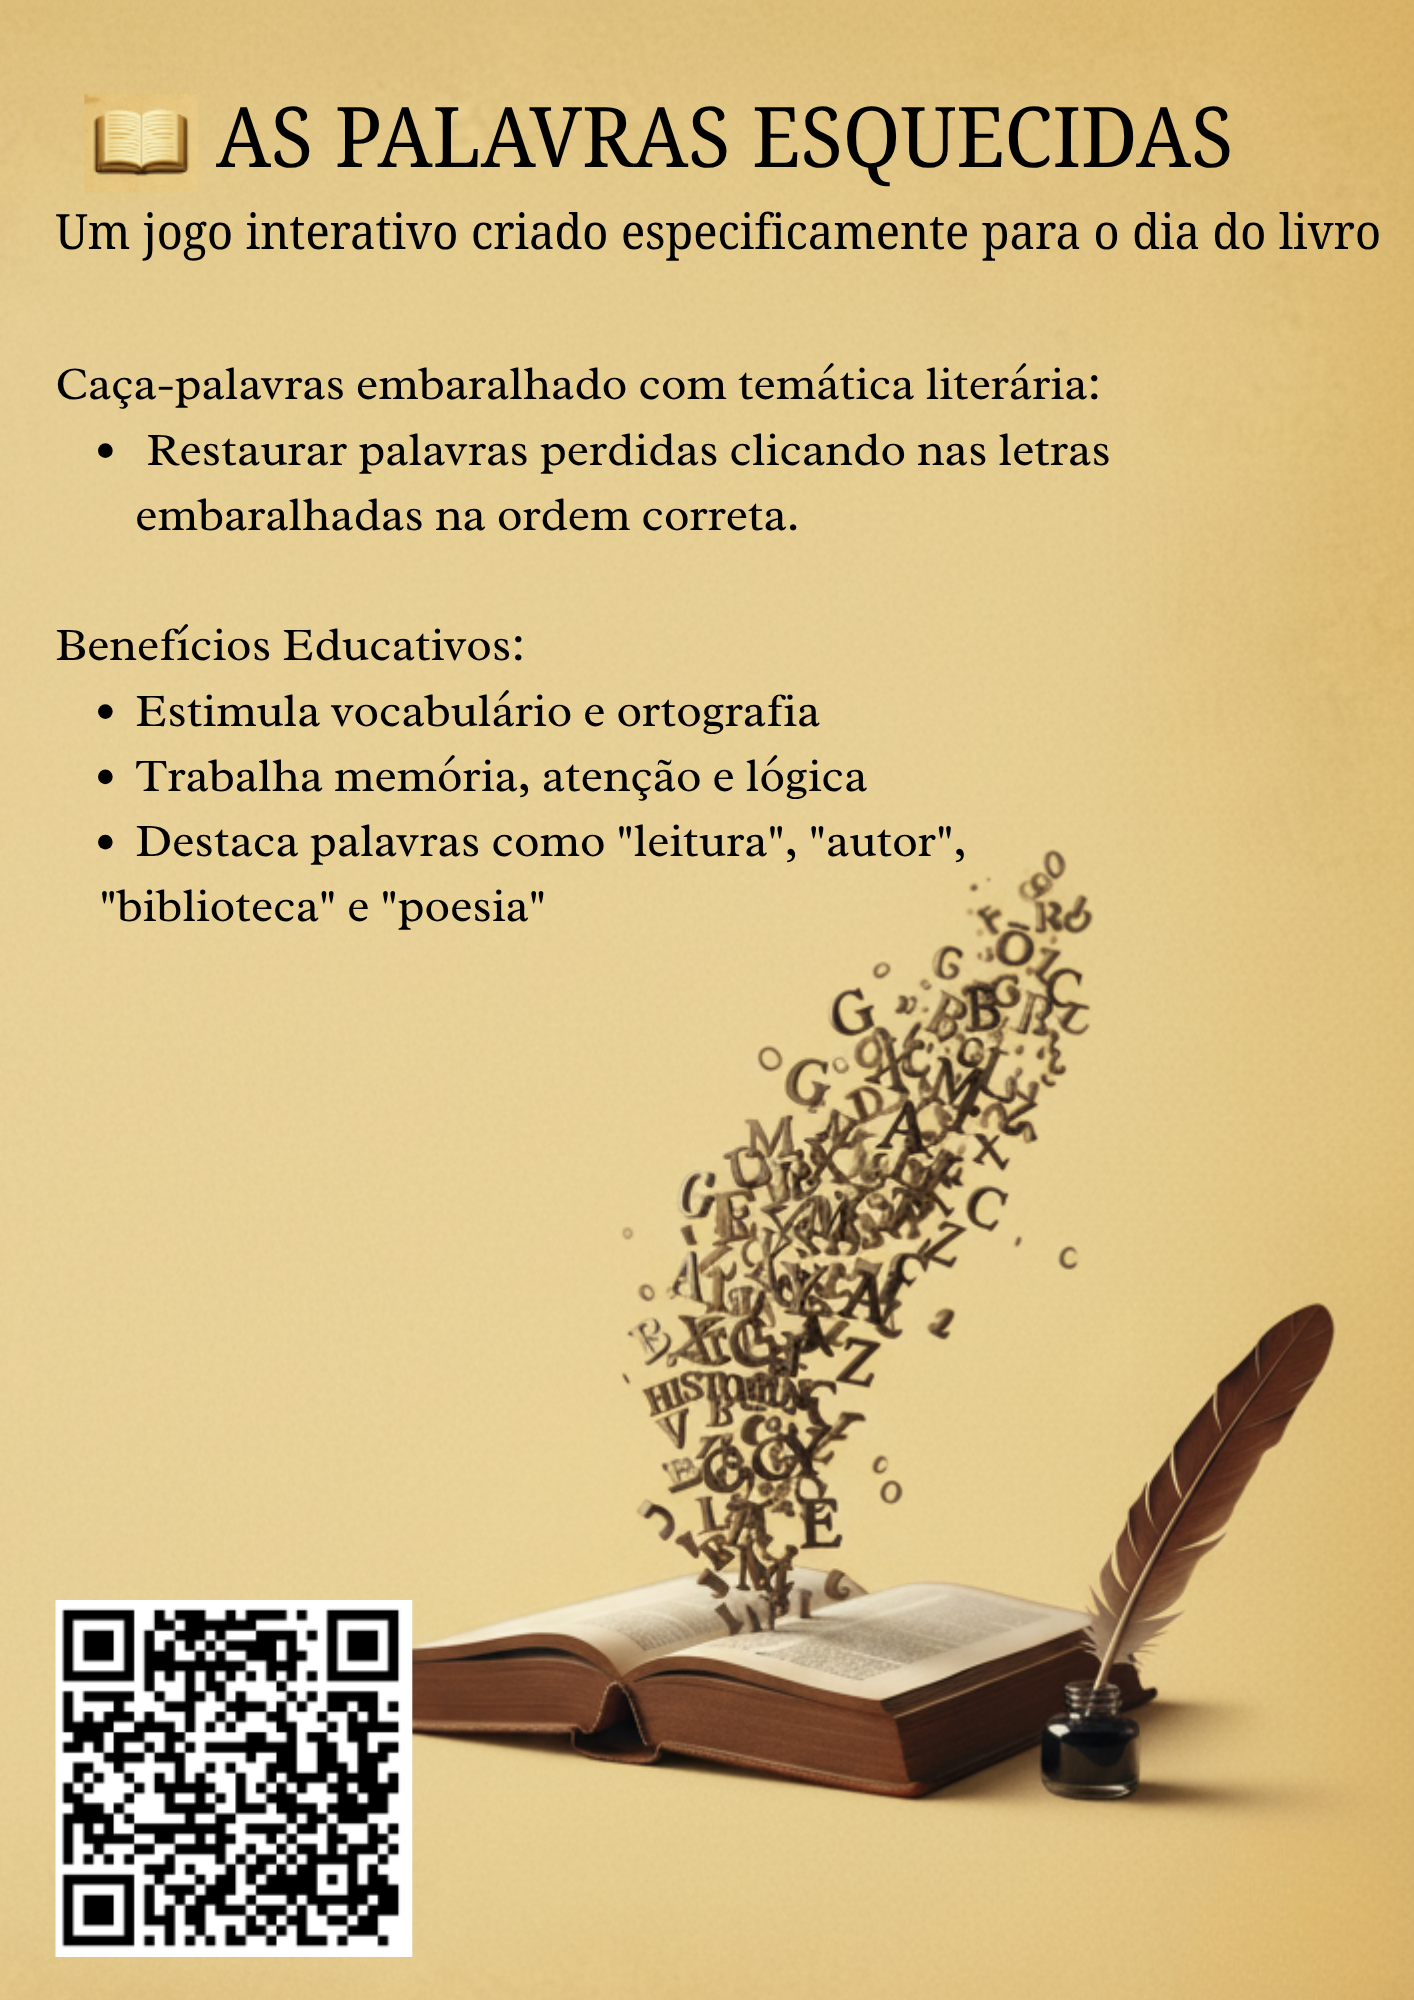 AS PALAVRAS ESQUECIDAS
Um jogo interativo criado especificamente para o dia do livro
Caça-palavras embaralhado com temática literária:
• Restaurar palavras perdidas clicando nas letras
embaralhadas na ordem correta.
Benefícios Educativos:
• Estimula vocabulário e ortografia
• Trabalha memória, atenção e lógica
• Destaca palavras como "leitura", "autor",
"biblioteca" e "poesia"